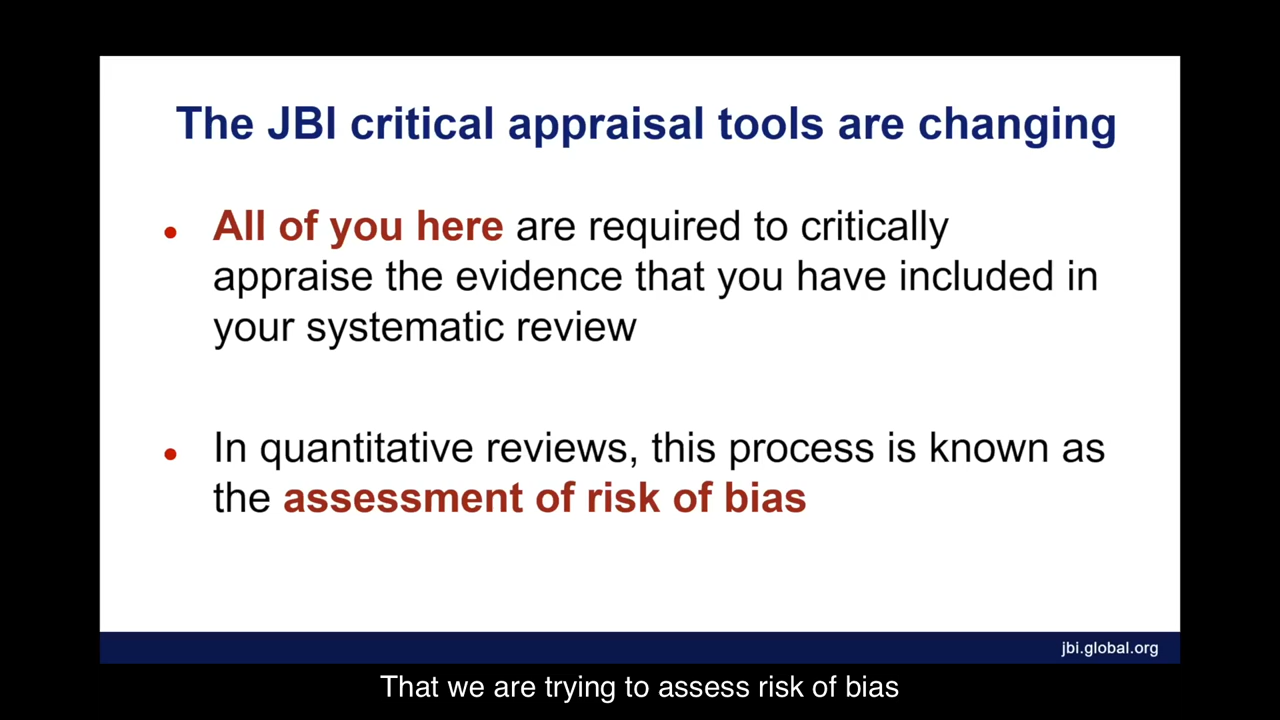 The JBI critical appraisal tools are changing
• All of you here are required to critically
appraise the evidence that you have included in
your systematic review
• In quantitative reviews, this process is known as
the assessment of risk of bias
jbi.global.org
That we are trying to assess risk of bias